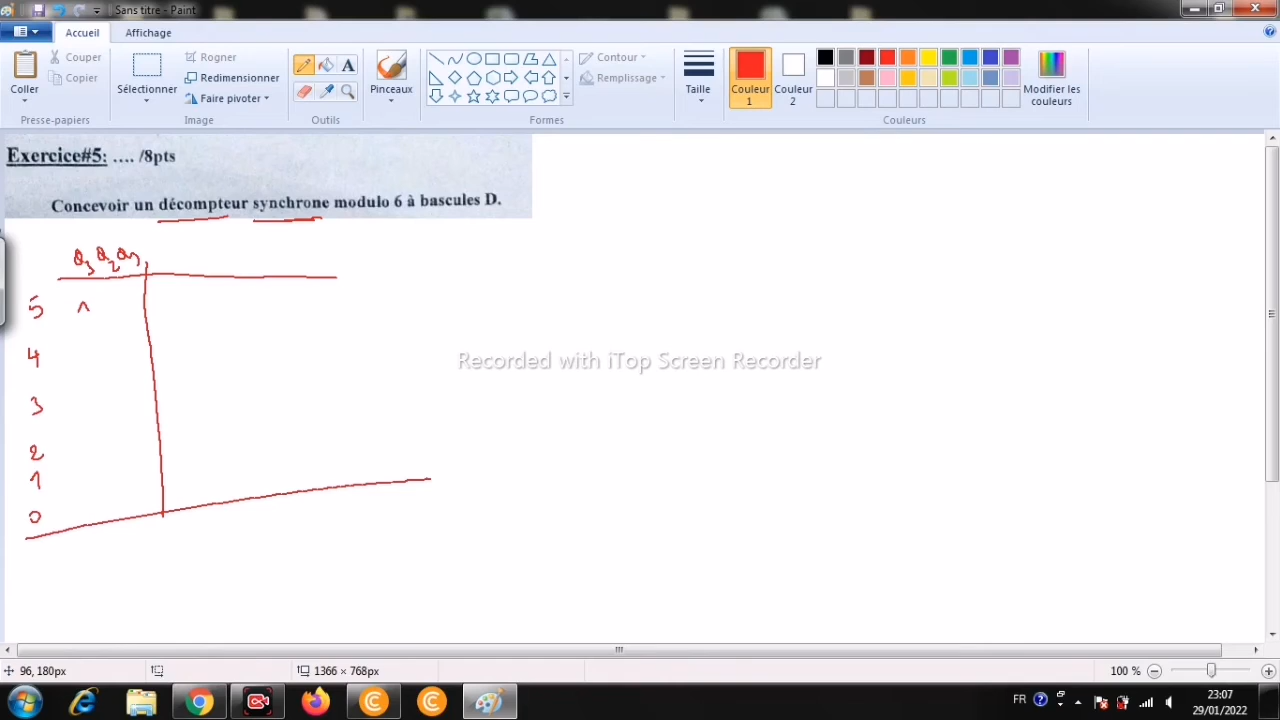 Sans titre - Paint
Accueil Affichage
Coller
Couper
Copier
Presse-papiers
Sélectionner
Rogner
Redimensionner
Faire pivoter
Image
A
Outils
Pinceaux
Contour
Remplissage
Formes
Taille
Couleur 1
Couleur 2
Modifier les couleurs
Couleurs
Exercice#5: .... /8pts
Concevoir un décompteur synchrone modulo 6 à bascules D.
Q3 Q2 Q1
5 1
4
3
2
1
0
Recorded with iTop Screen Recorder
96, 180px
1366 × 768px
100 %
FR
23:07
29/01/2022